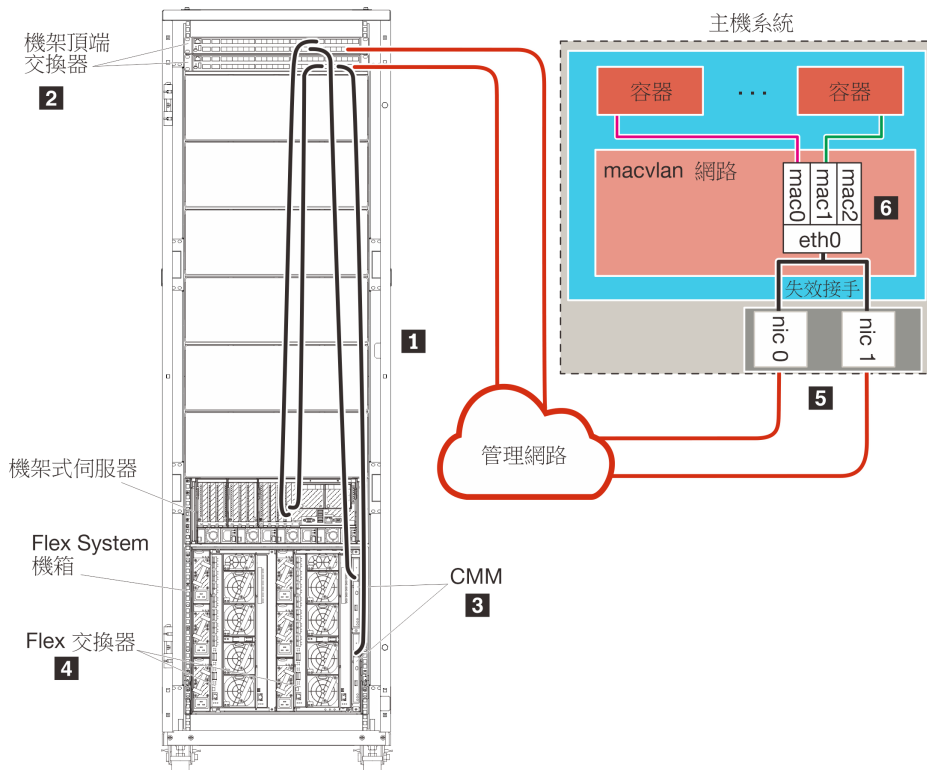 機架頂端
交換器
2
主機系統
容器
...
容器
macvlan 網路
mac0
mac1
mac2
6
eth0
失效接手
nic 0
nic 1
5
1
管理網路
機架式伺服器
Flex System
機箱
CMM
3
Flex 交換器
4